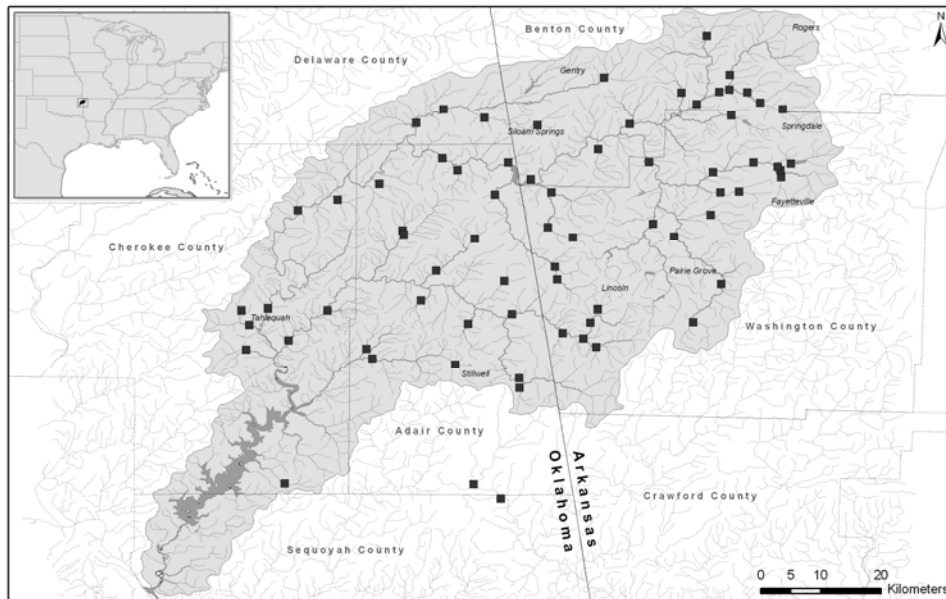 N
Benton County
Rogers
Delaware County
Gentry
Siloam Springs
Springdale
Fayetteville
Cherokee County
Pairie Grove
Lincoln
Tahlequah
Washington County
Stillwell
Adair County
Arkansas
Oklahoma
Crawford County
Sequoyah County
0 5 10 20
Kilometers